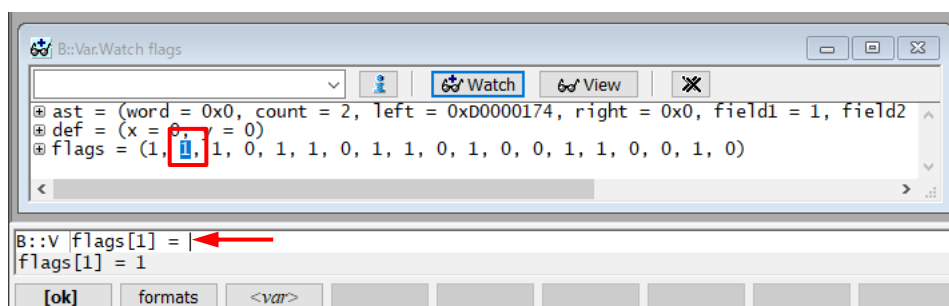 B::Var.Watch flags
Watch View
ast = (word = 0x0, count = 2, left = 0xD0000174, right = 0x0, field1 = 1, field2
def = (x = 0, y = 0)
flags = (1, 1, 1, 0, 1, 1, 0, 1, 1, 0, 1, 0, 0, 1, 1, 0, 0, 1, 0)
B::V flags[1] =
flags[1] = 1
[ok] formats <var>